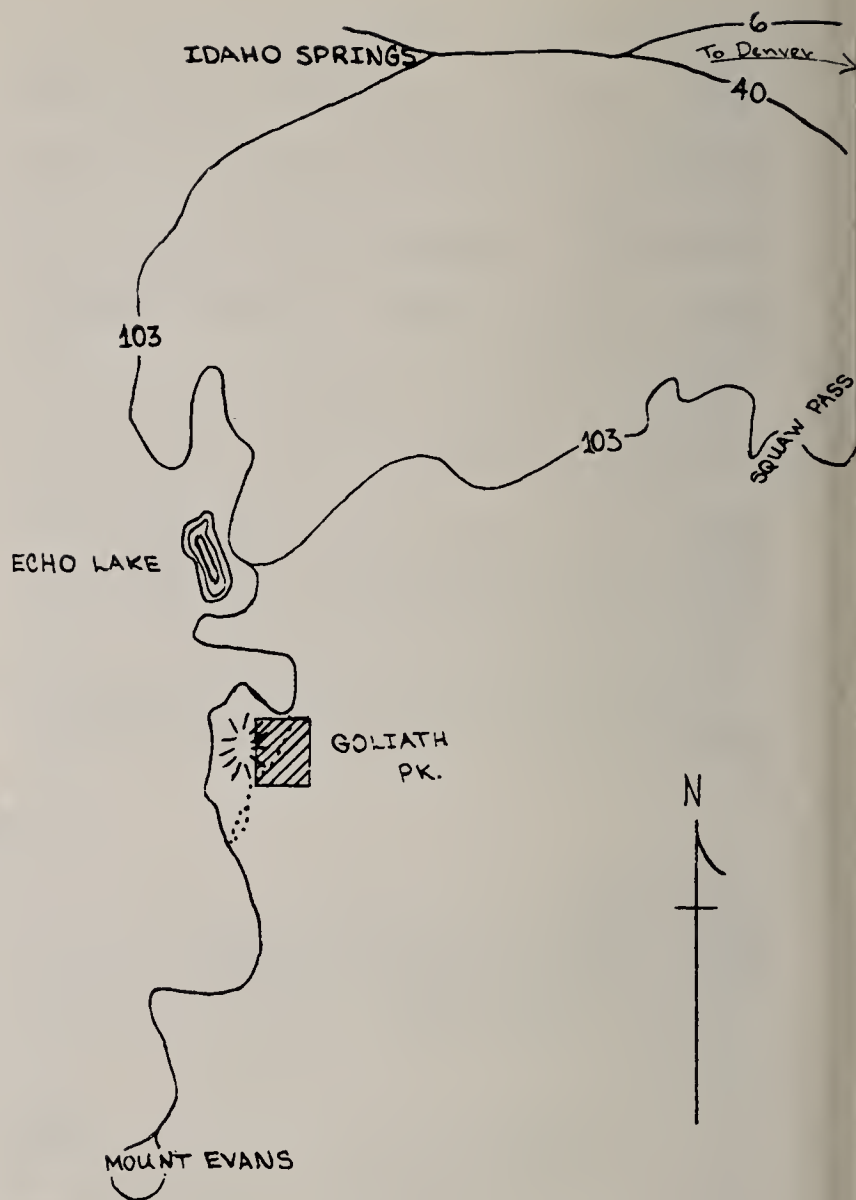 6
IDAHO SPRINGS
To Denver
40
103
SQUAW PASS
103
ECHO LAKE
GOLIATH
PK.
N
MOUNT EVANS